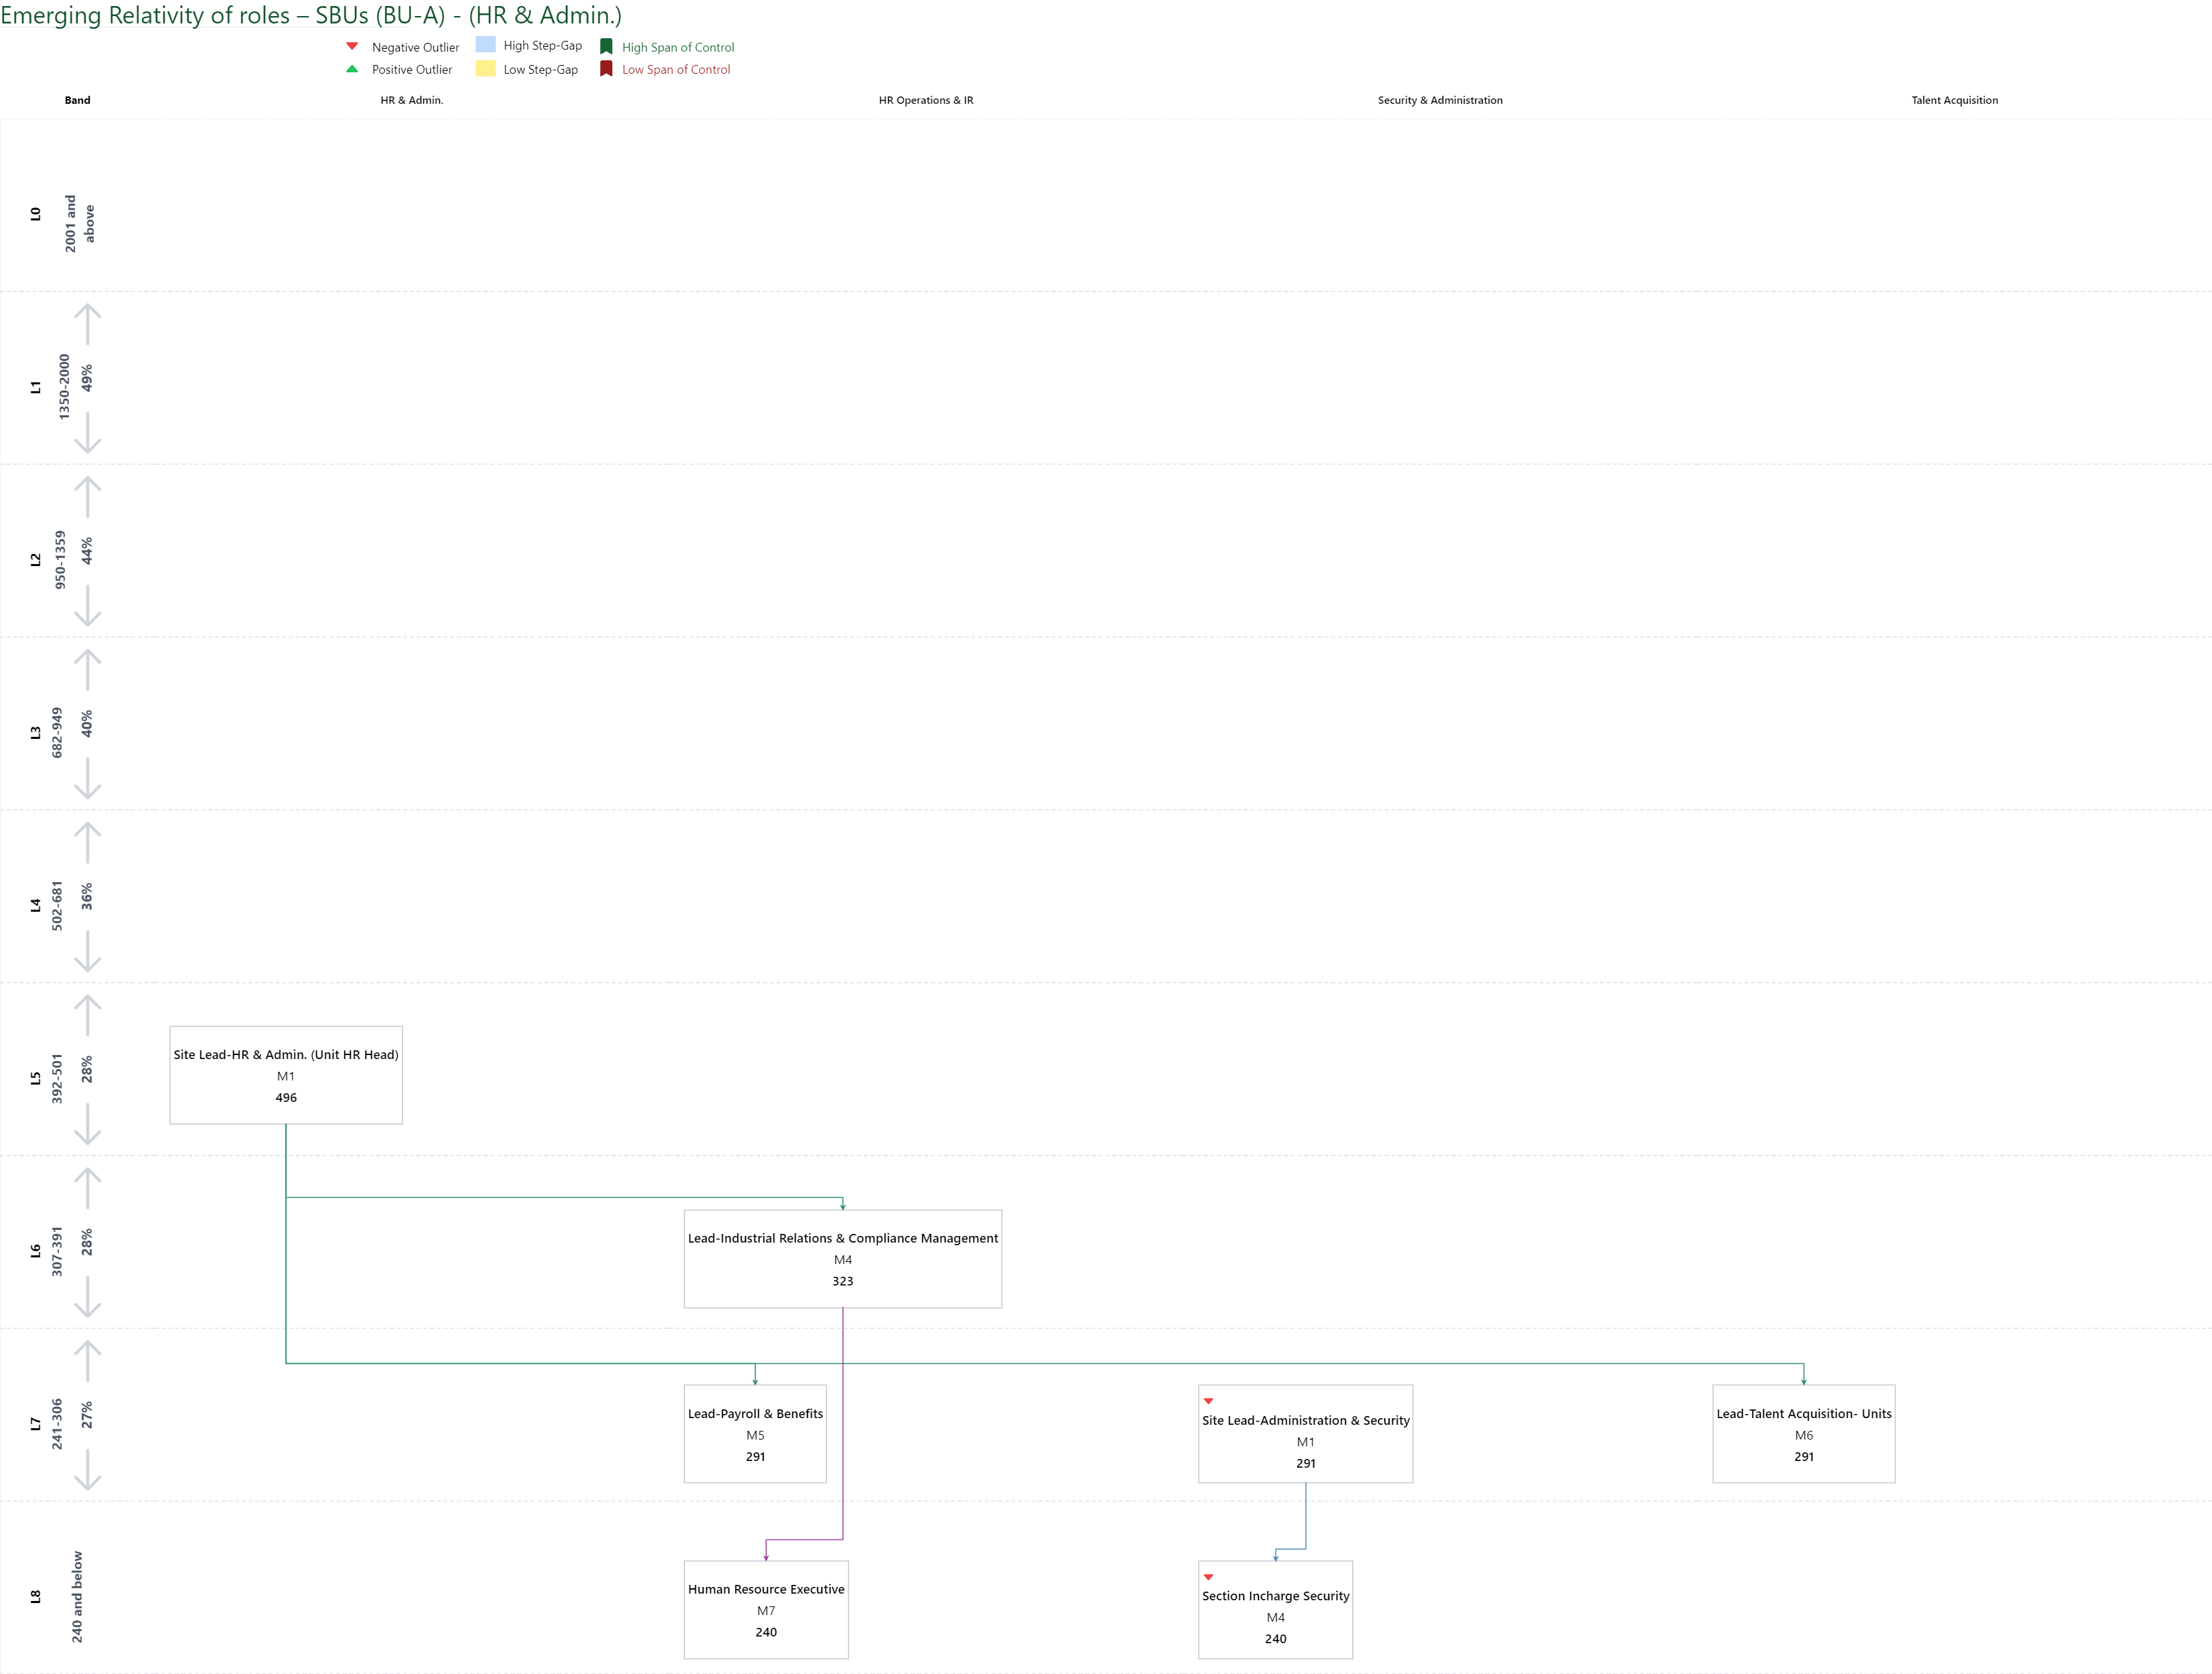 Emerging Relativity of roles – SBUs (BU-A) - (HR & Admin.)
Negative Outlier
High Step-Gap
High Span of Control
Positive Outlier
Low Step-Gap
Low Span of Control
Band
HR & Admin.
HR Operations & IR
Security & Administration
Talent Acquisition
L0
2001 and
above
L1
1350-2000
49%
L2
950-1359
44%
L3
682-949
40%
L4
502-681
36%
L5
392-501
28%
Site Lead-HR & Admin. (Unit HR Head)
M1
496
L6
307-391
28%
Lead-Industrial Relations & Compliance Management
M4
323
L7
241-306
27%
Lead-Payroll & Benefits
M5
291
Site Lead-Administration & Security
M1
291
Lead-Talent Acquisition- Units
M6
291
L8
240 and below
Human Resource Executive
M7
240
Section Incharge Security
M4
240